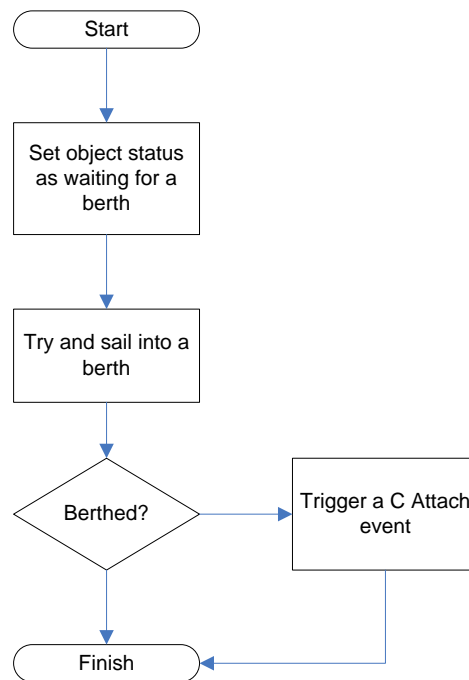 Start
Set object status
as waiting for a
berth
Try and sail into a
berth
Berthed?
Trigger a C Attach
event
Finish